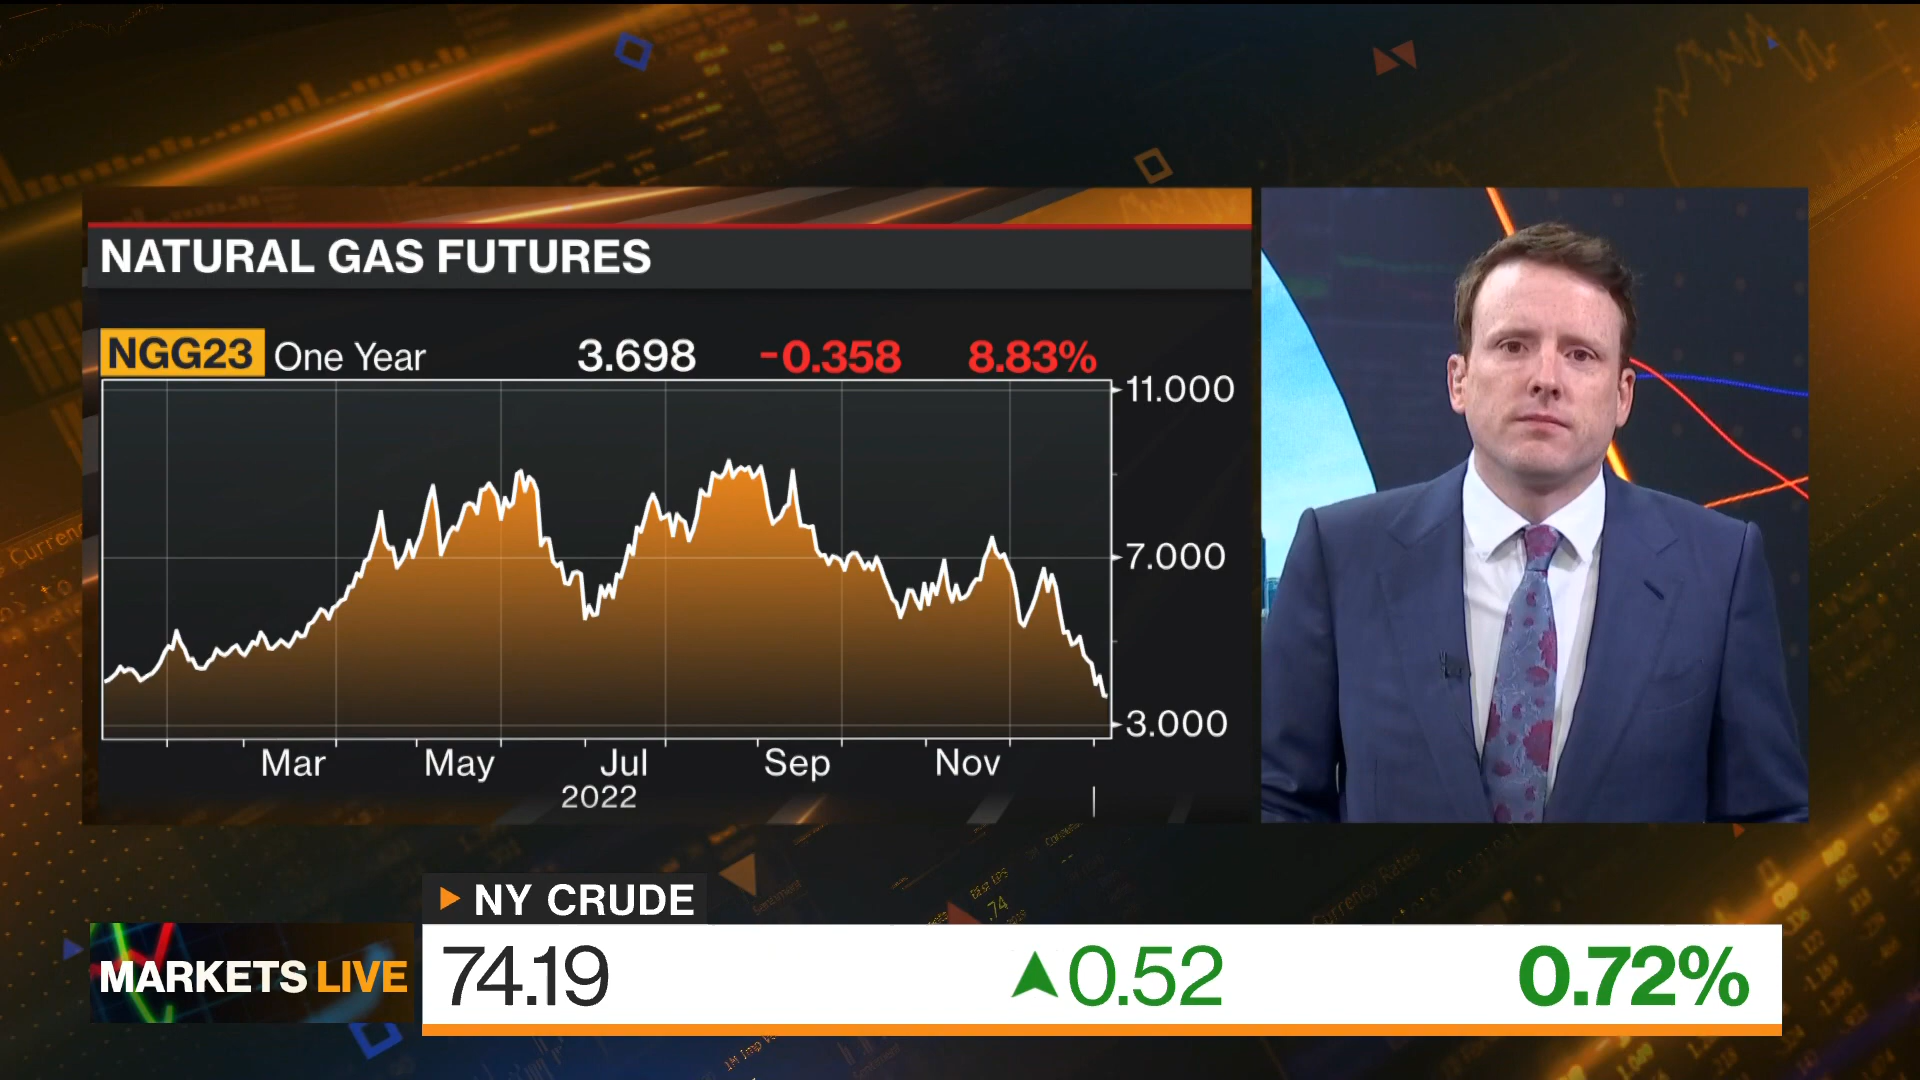 NATURAL GAS FUTURES
NGG23 One Year 3.698 -0.358 8.83%
11.000
7.000
3.000
Mar May Jul Sep Nov
2022
NY CRUDE
MARKETS LIVE 74.19 ▲0.52 0.72%